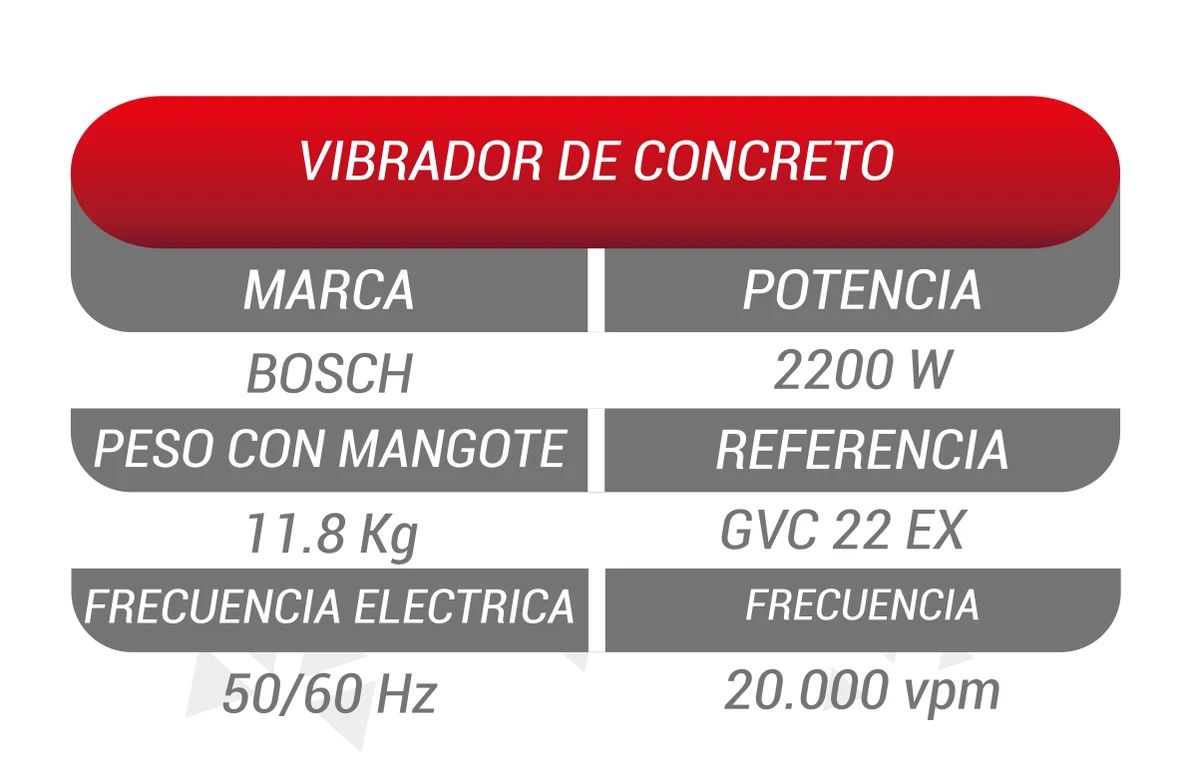 VIBRADOR DE CONCRETO
MARCA POTENCIA
BOSCH 2200 W
PESO CON MANGOTE REFERENCIA
11.8 Kg GVC 22 EX
FRECUENCIA ELECTRICA FRECUENCIA
50/60 Hz 20.000 vpm